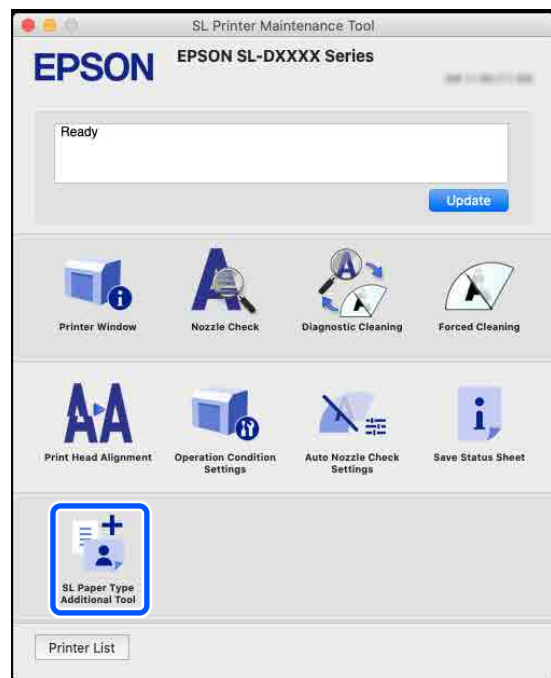 SL Printer Maintenance Tool
EPSON
EPSON SL-DXXXX Series
Ready
Update
Printer Window
Nozzle Check
Diagnostic Cleaning
Forced Cleaning
Print Head Alignment
Operation Condition
Settings
Auto Nozzle Check
Settings
Save Status Sheet
SL Paper Type
Additional Tool
Printer List